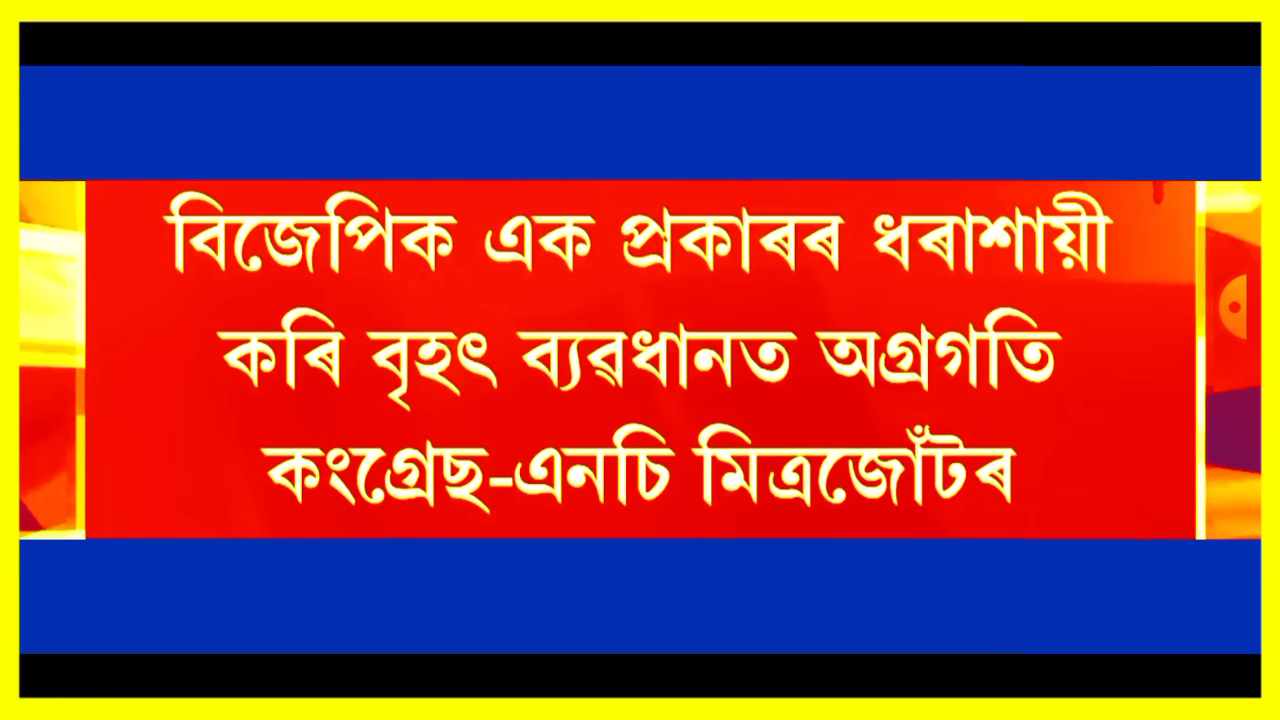 বিজেপিক এক প্ৰকাৰৰ ধৰাশায়ী
কৰি বৃহৎ ব্যৱধানত অগ্ৰগতি
কংগ্ৰেছ-এনচি মিত্ৰজোঁটৰ